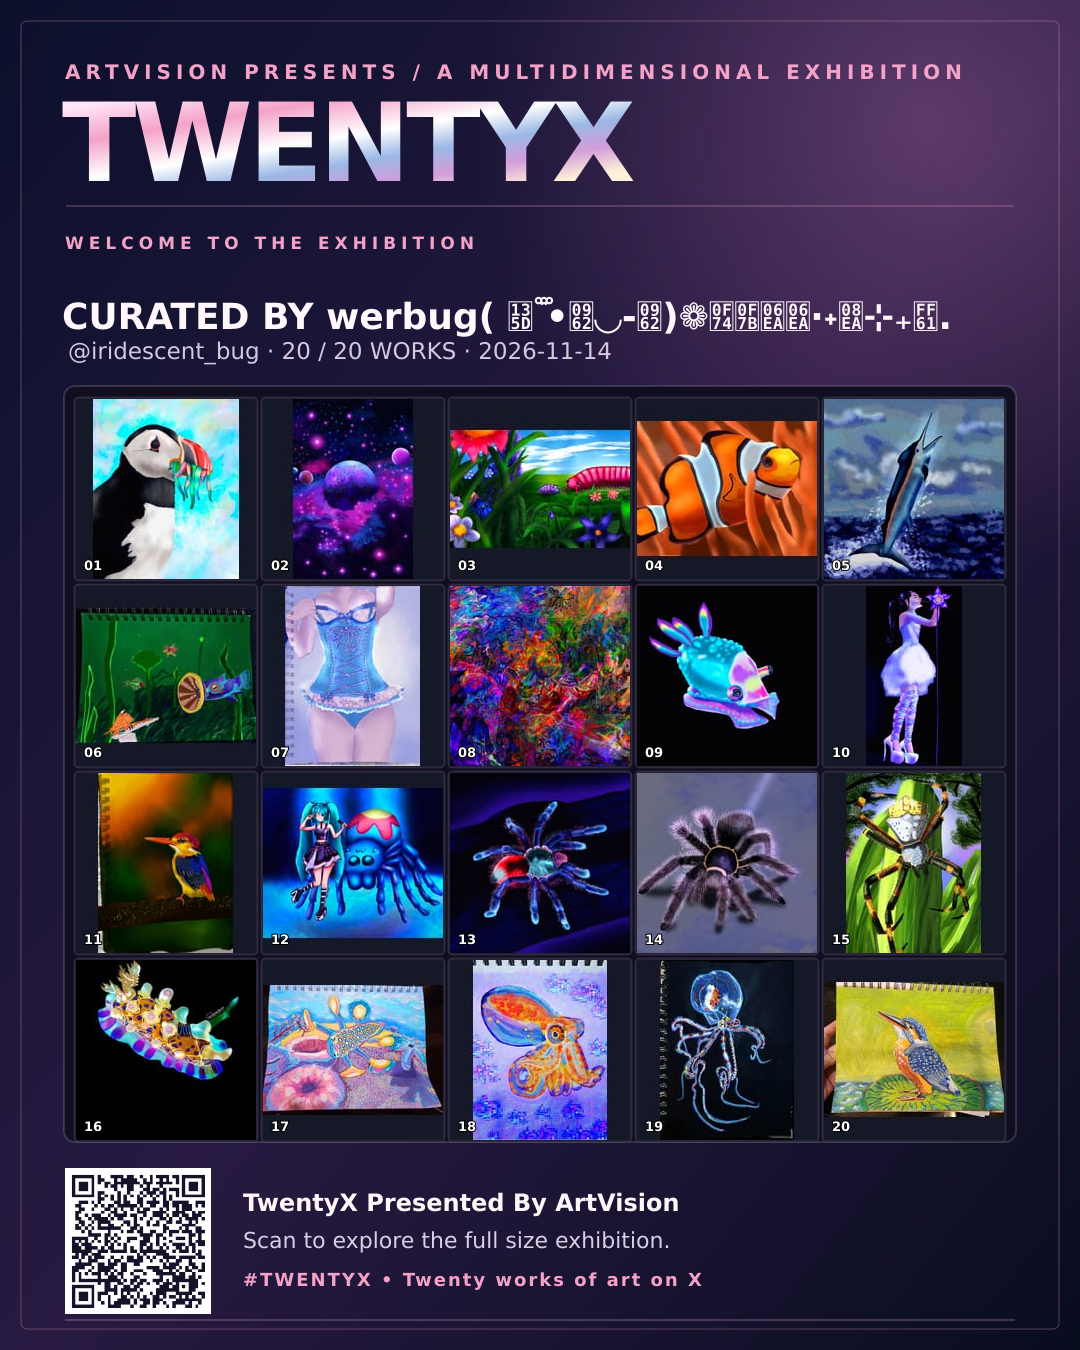 ARTVISION PRESENTS / A MULTIDIMENSIONAL EXHIBITION
TWENTYX
WELCOME TO THE EXHIBITION
CURATED BY werbug(
@iridescent_bug · 20 / 20 WORKS · 2026-11-14
01
02
03
04
05
06
07
08
09
10
11
12
13
14
15
16
17
18
19
20
TwentyX Presented By ArtVision
Scan to explore the full size exhibition.
#TWENTYX • Twenty works of art on X